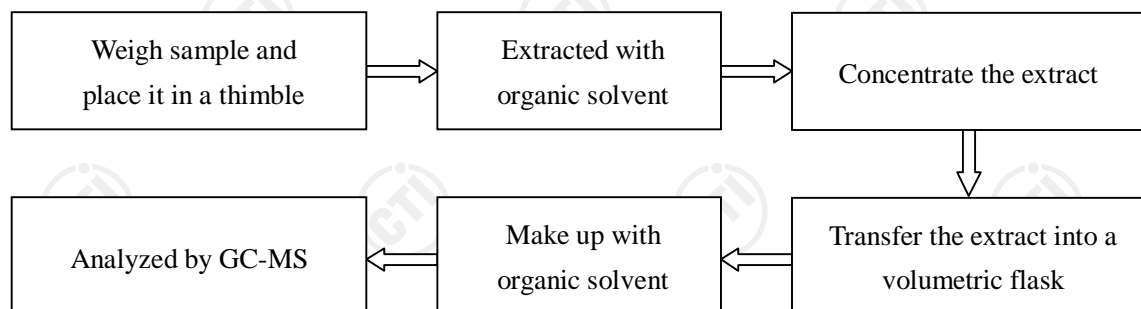 Weigh sample and
place it in a thimble
Extracted with
organic solvent
Concentrate the extract
Transfer the extract into a
volumetric flask
Make up with
organic solvent
Analyzed by GC-MS